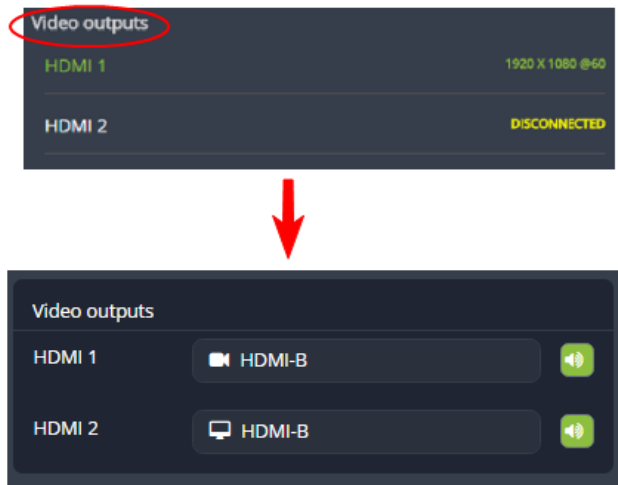 Video outputs
HDMI 1 1920 X 1080 @60
HDMI 2 DISCONNECTED
Video outputs
HDMI 1 HDMI-B
HDMI 2 HDMI-B